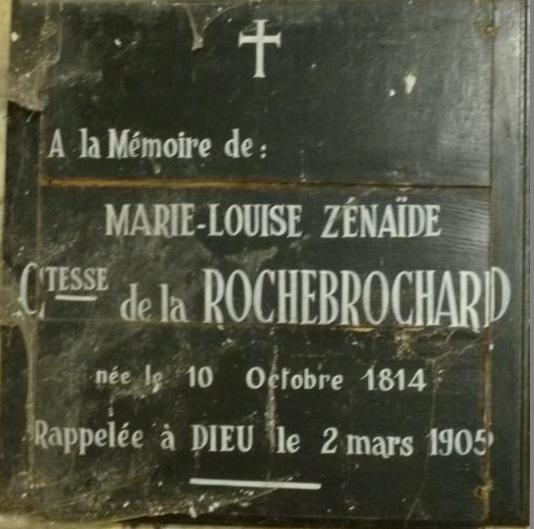 A la Mémoire de :
MARIE-LOUISE ZÉNAÏDE
CTESSE de la ROCHEBROCHARD
née le 10 Octobre 1814
Rappelée à DIEU le 2 mars 1905